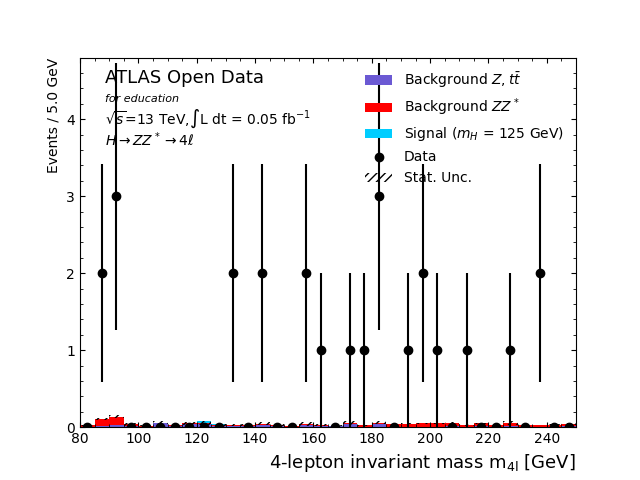 ATLAS Open Data
for education
√s=13 TeV,∫L dt = 0.05 fb⁻¹
H→ZZ*→4ℓ
Background Z, tt̄
Background ZZ*
Signal (m_H = 125 GeV)
Data
Stat. Unc.
Events / 5.0 GeV
4
3
2
1
0
80 100 120 140 160 180 200 220 240
4-lepton invariant mass m₄ₗ [GeV]